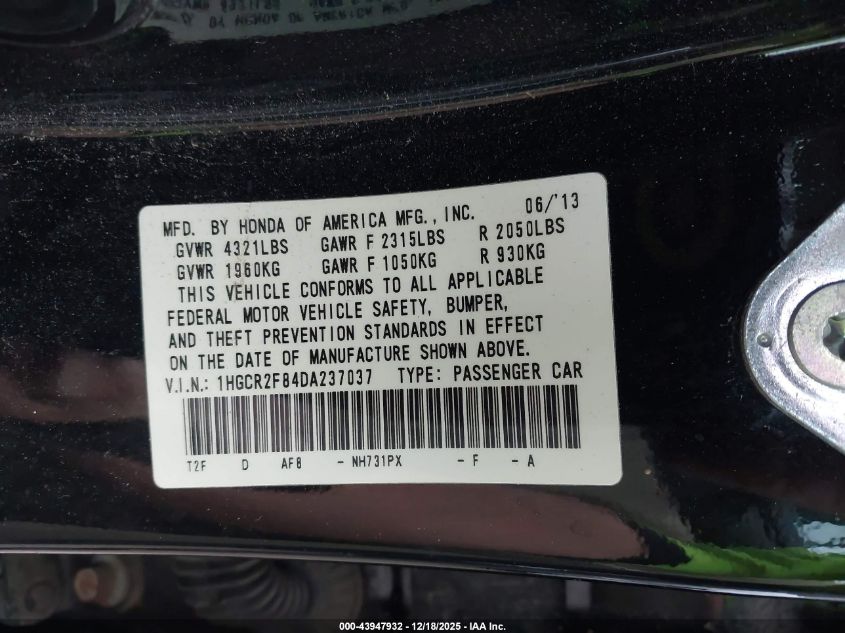 MFD. BY HONDA OF AMERICA MFG., INC. 06/'13
GVWR 4321LBS GAWR F 2315LBS R 2050LBS
GVWR 1960KG GAWR F 1050KG R 930KG
THIS VEHICLE CONFORMS TO ALL APPLICABLE
FEDERAL MOTOR VEHICLE SAFETY, BUMPER,
AND THEFT PREVENTION STANDARDS IN EFFECT
ON THE DATE OF MANUFACTURE SHOWN ABOVE.
V.I.N.: 1HGCR2F84DA237037 TYPE: PASSENGER CAR
T2F D AF8 - NH731PX - F - A
000-43947932 - 12/18/2025 - IAA Inc.